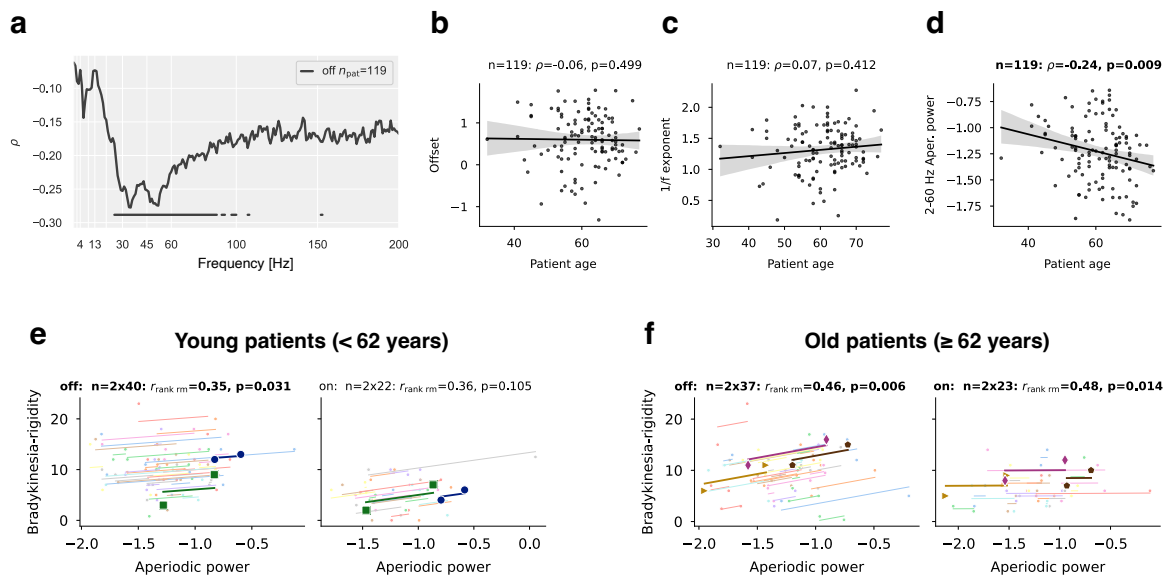 a
off n_pat=119
−0.10
−0.15
−0.20
−0.25
−0.30
ρ
4 13 30 45 60 100 150 200
Frequency [Hz]
b
n=119: ρ=-0.06, p=0.499
1
0
−1
Offset
40 60
Patient age
c
n=119: ρ=0.07, p=0.412
2.0
1.5
1.0
0.5
1/f exponent
30 40 50 60 70
Patient age
d
n=119: ρ=-0.24, p=0.009
−0.75
−1.00
−1.25
−1.50
−1.75
2–60 Hz Aper. power
40 60
Patient age
e
Young patients (< 62 years)
off: n=2x40: r_rank rm=0.35, p=0.031
20
10
0
Bradykinesia-rigidity
−2.0 −1.5 −1.0 −0.5
Aperiodic power
on: n=2x22: r_rank rm=0.36, p=0.105
−1.5 −1.0 −0.5 0.0
Aperiodic power
f
Old patients (≥ 62 years)
off: n=2x37: r_rank rm=0.46, p=0.006
20
10
0
Bradykinesia-rigidity
−2.0 −1.5 −1.0 −0.5
Aperiodic power
on: n=2x23: r_rank rm=0.48, p=0.014
−2.0 −1.5 −1.0 −0.5
Aperiodic power